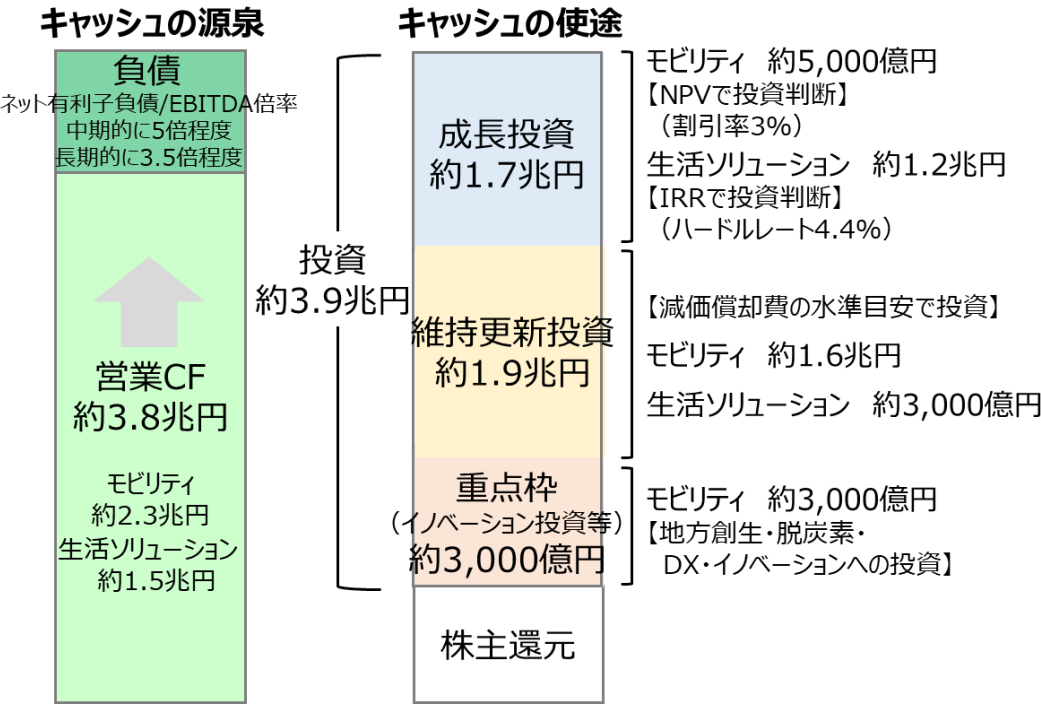 キャッシュの源泉
負債
ネット有利子負債/EBITDA倍率
中期的に5倍程度
長期的に3.5倍程度
営業CF
約3.8兆円
モビリティ
約2.3兆円
生活ソリューション
約1.5兆円
キャッシュの使途
投資
約3.9兆円
成長投資
約1.7兆円
モビリティ 約5,000億円
【NPVで投資判断】
（割引率3%）
生活ソリューション 約1.2兆円
【IRRで投資判断】
（ハードルレート4.4%）
維持更新投資
約1.9兆円
【減価償却費の水準目安で投資】
モビリティ 約1.6兆円
生活ソリューション 約3,000億円
重点枠
（イノベーション投資等）
約3,000億円
モビリティ 約3,000億円
【地方創生・脱炭素・
DX・イノベーションへの投資】
株主還元